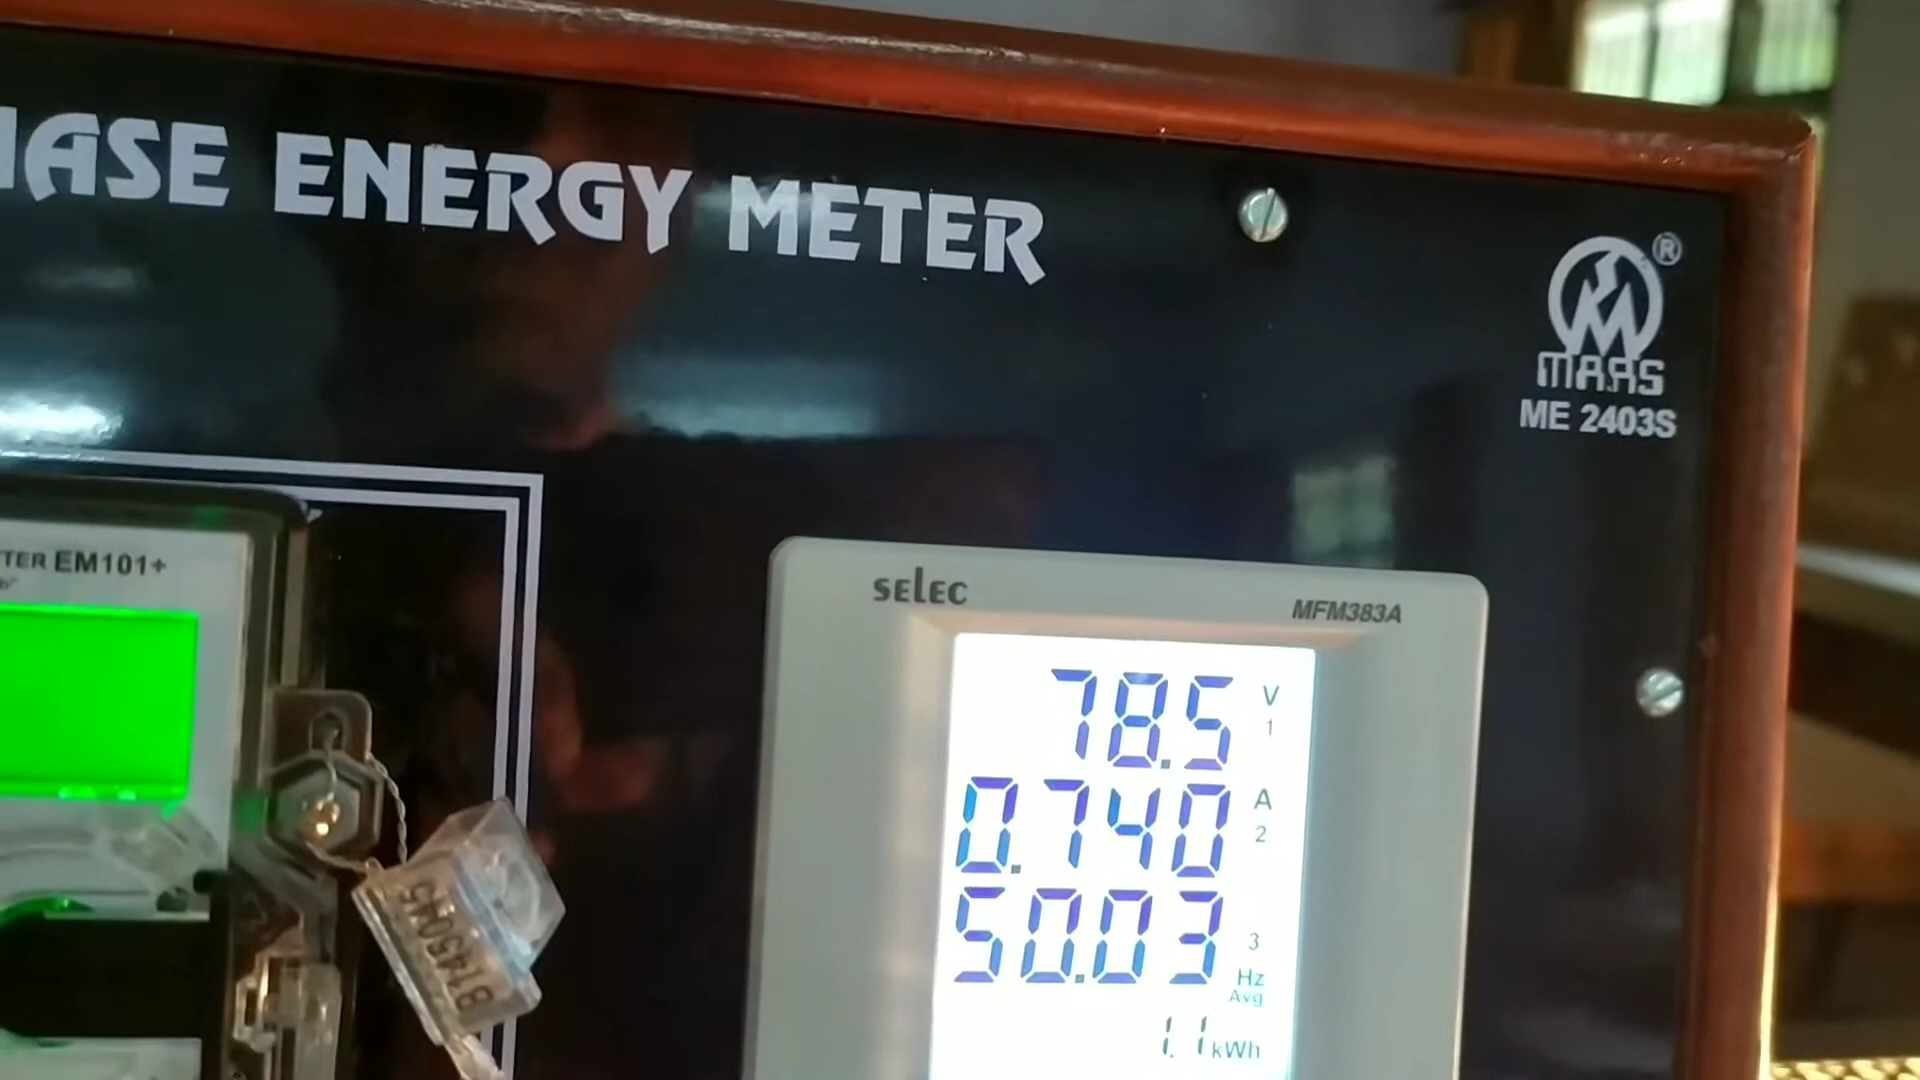 HASE ENERGY METER
®
MARS
ME 2403S
TER EM101+
selec
MFM383A
78.5 V
1
0.740 A
2
50.03 3
Hz
Avg
1.1 kWh
B1450N5